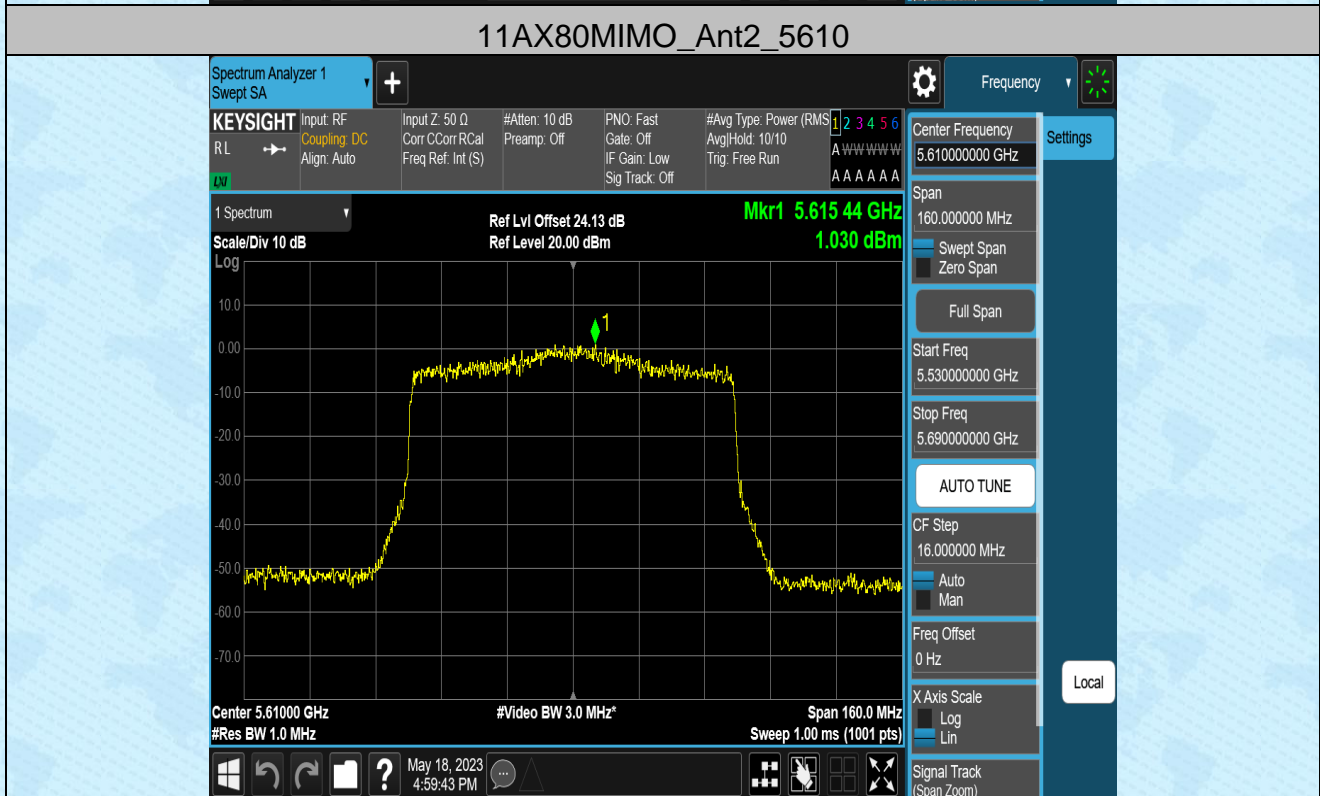 11AX80MIMO_Ant2_5610
Spectrum Analyzer 1
Swept SA
Frequency
KEYSIGHT
RL
LXI
Input: RF
Coupling: DC
Align: Auto
Input Z: 50 Ω
Corr CCorr RCal
Freq Ref: Int (S)
#Atten: 10 dB
Preamp: Off
PNO: Fast
Gate: Off
IF Gain: Low
Sig Track: Off
#Avg Type: Power (RMS
Avg|Hold: 10/10
Trig: Free Run
1 2 3 4 5 6
A W W W W W
A A A A A A
1 Spectrum
Scale/Div 10 dB
Log
Ref Lvl Offset 24.13 dB
Ref Level 20.00 dBm
Mkr1 5.615 44 GHz
1.030 dBm
1
10.0
0.00
-10.0
-20.0
-30.0
-40.0
-50.0
-60.0
-70.0
Center 5.61000 GHz
#Res BW 1.0 MHz
#Video BW 3.0 MHz*
Span 160.0 MHz
Sweep 1.00 ms (1001 pts)
May 18, 2023
4:59:43 PM
?
Center Frequency
5.610000000 GHz
Settings
Span
160.000000 MHz
Swept Span
Zero Span
Full Span
Start Freq
5.530000000 GHz
Stop Freq
5.690000000 GHz
AUTO TUNE
CF Step
16.000000 MHz
Auto
Man
Freq Offset
0 Hz
X Axis Scale
Log
Lin
Local
Signal Track
(Span Zoom)